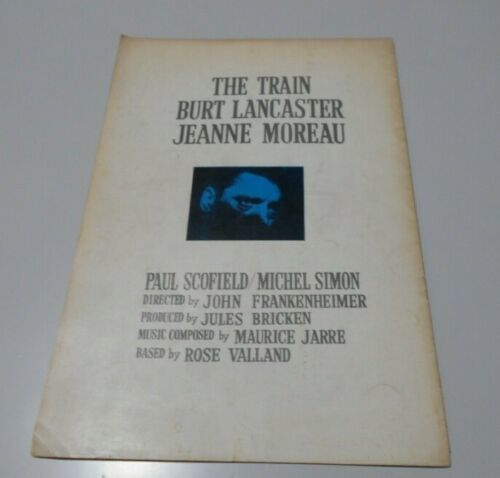 THE TRAIN
BURT LANCASTER
JEANNE MOREAU
PAUL SCOFIELD/MICHEL SIMON
DIRECTED by JOHN FRANKENHEIMER
PRODUCED by JULES BRICKEN
MUSIC COMPOSED by MAURICE JARRE
BASED by ROSE VALLAND